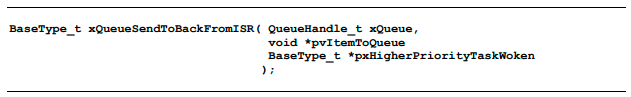 BaseType_t xQueueSendToBackFromISR( QueueHandle_t xQueue,
void *pvItemToQueue
BaseType_t *pxHigherPriorityTaskWoken
);